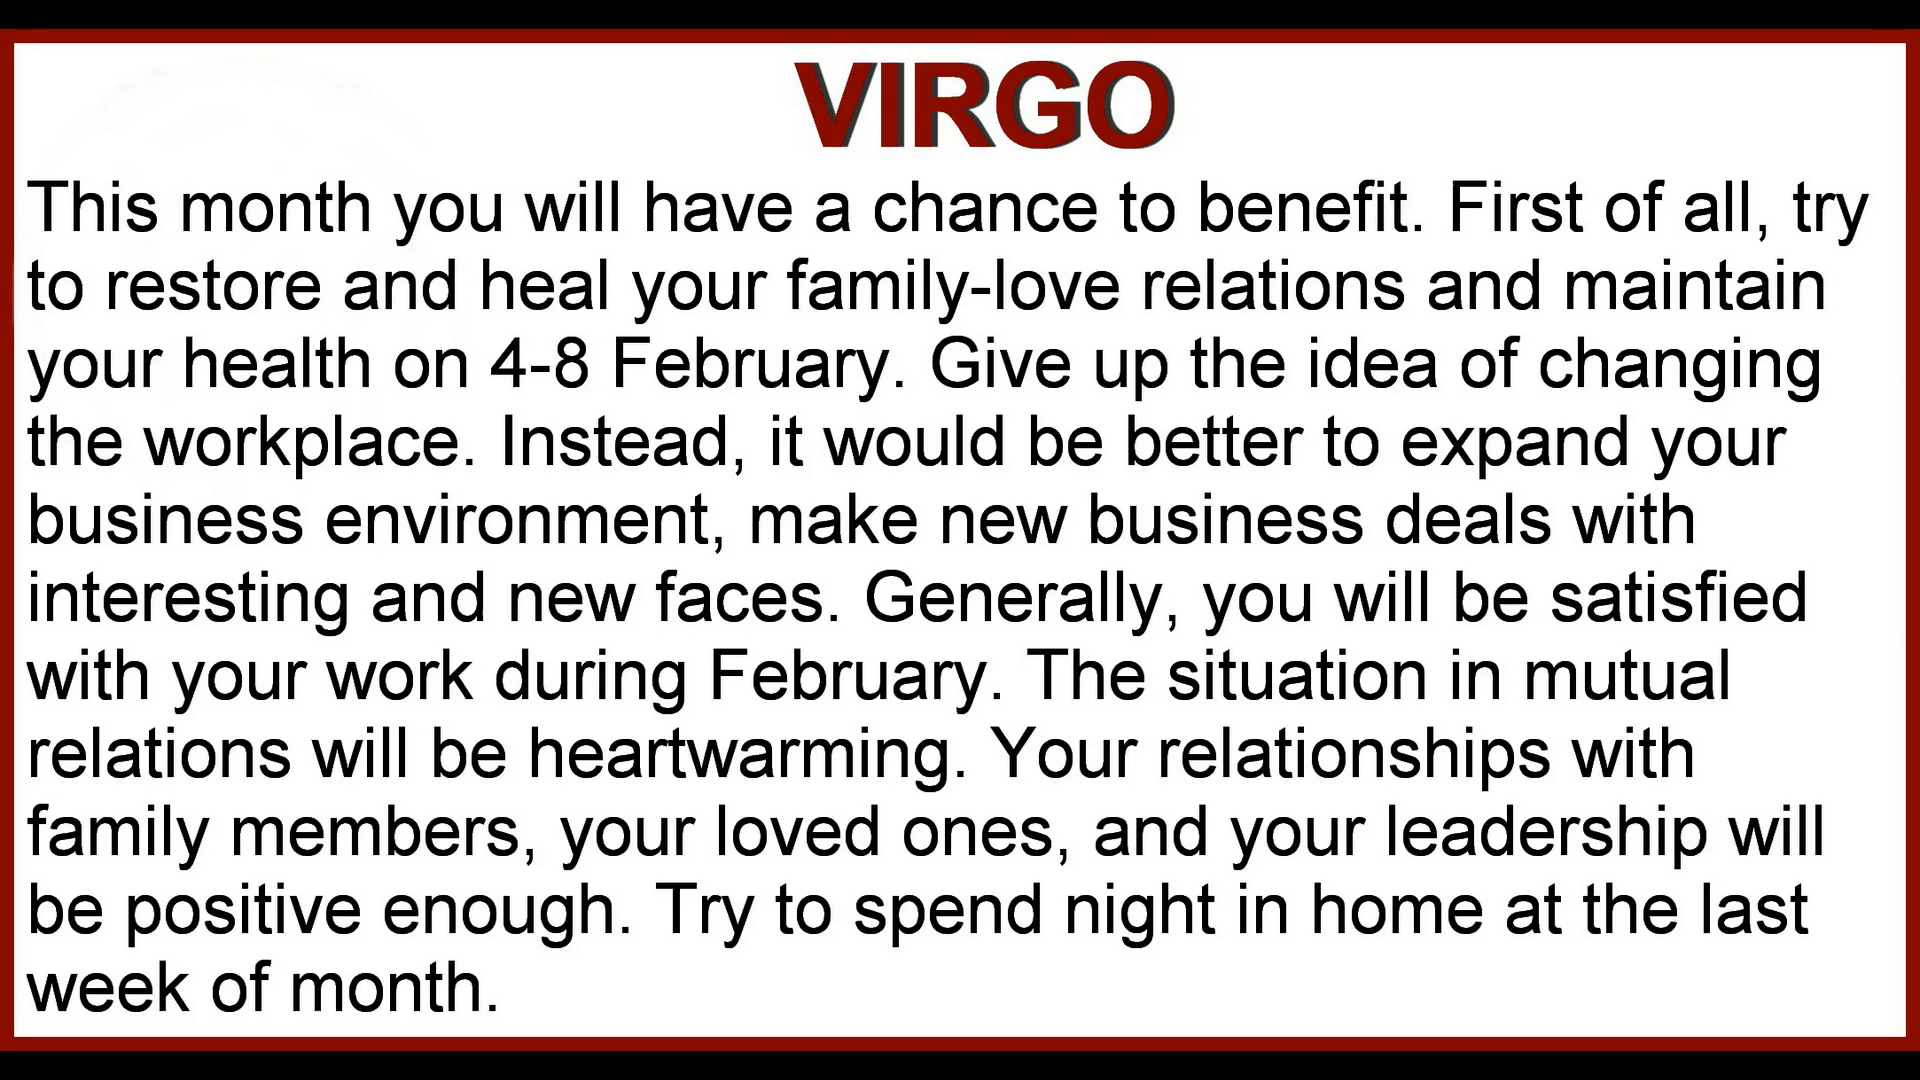 VIRGO
This month you will have a chance to benefit. First of all, try
to restore and heal your family-love relations and maintain
your health on 4-8 February. Give up the idea of changing
the workplace. Instead, it would be better to expand your
business environment, make new business deals with
interesting and new faces. Generally, you will be satisfied
with your work during February. The situation in mutual
relations will be heartwarming. Your relationships with
family members, your loved ones, and your leadership will
be positive enough. Try to spend night in home at the last
week of month.